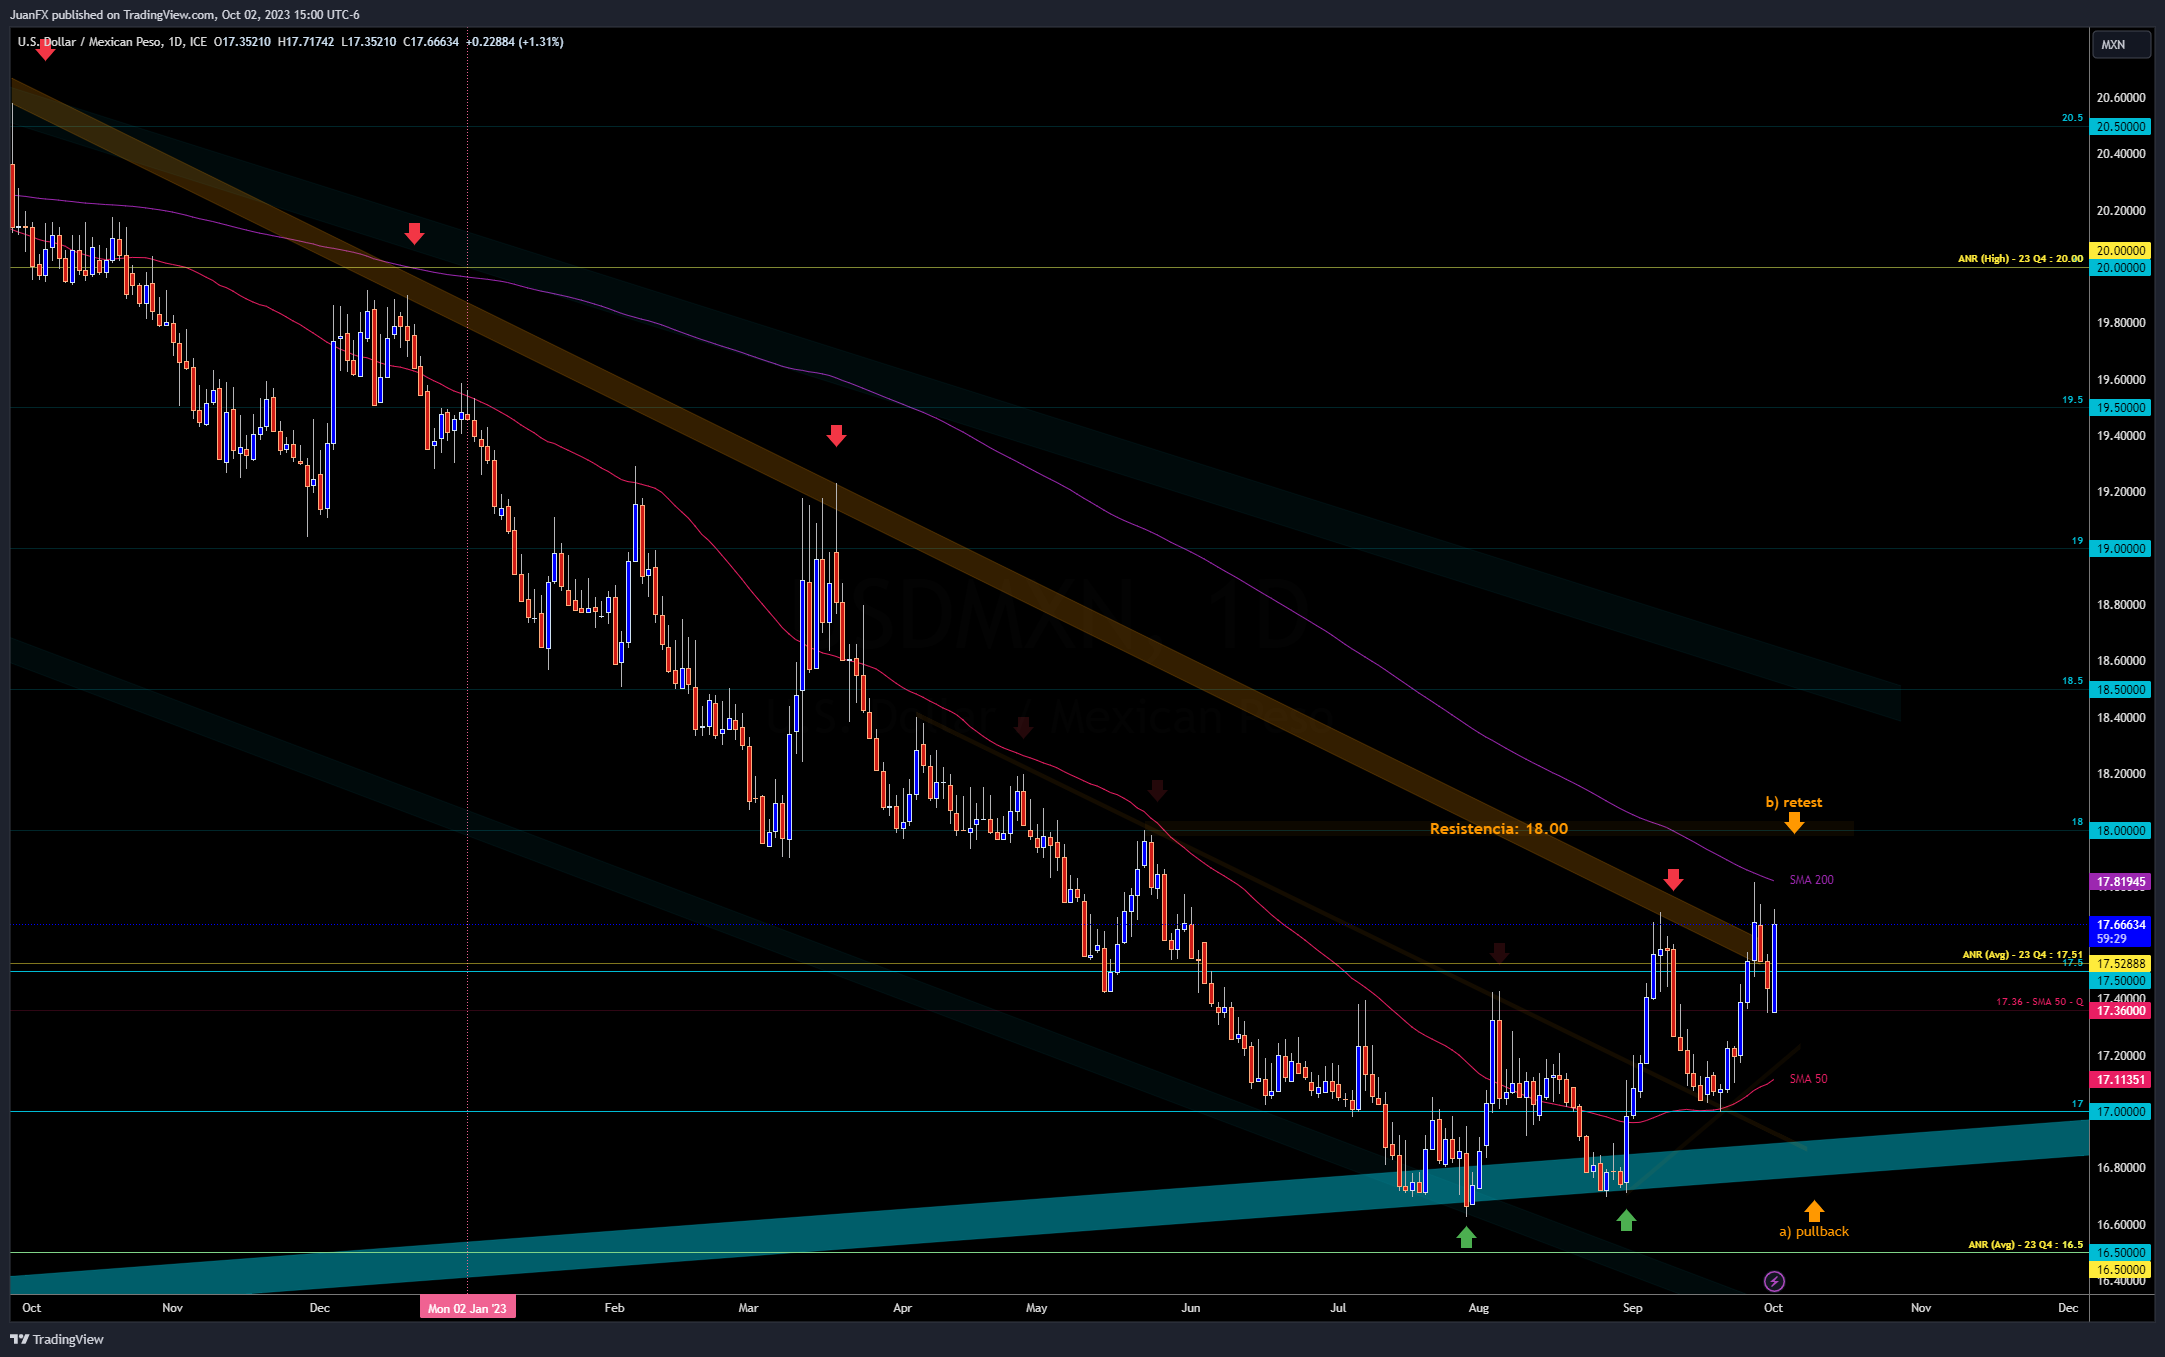 JuanFX published on TradingView.com, Oct 02, 2023 15:00 UTC-6
U.S. Dollar / Mexican Peso, 1D, ICE O17.35210 H17.71742 L17.35210 C17.66634 +0.22884 (+1.31%)
MXN
20.60000
20.5 20.50000
20.40000
20.20000
20.00000
ANR (High) - 23 Q4 : 20.00
20.00000
19.80000
19.60000
19.5 19.50000
19.40000
19.20000
19 19.00000
USDMXN, 1D
18.80000
18.60000
18.5 18.50000
U.S. Dollar / Mexican Peso
18.40000
18.20000
b) retest
Resistencia: 18.00
18 18.00000
SMA 200 17.81945
17.66634
59:29
ANR (Avg) - 23 Q4 : 17.51
17.5 17.52888
17.50000
17.40000
17.36 - SMA 50 - Q 17.36000
17.20000
SMA 50 17.11351
17 17.00000
16.80000
16.60000
a) pullback
ANR (Avg) - 23 Q4 : 16.5
16.50000
16.50000
16.40000
Oct Nov Dec Mon 02 Jan '23 Feb Mar Apr May Jun Jul Aug Sep Oct Nov Dec
TradingView